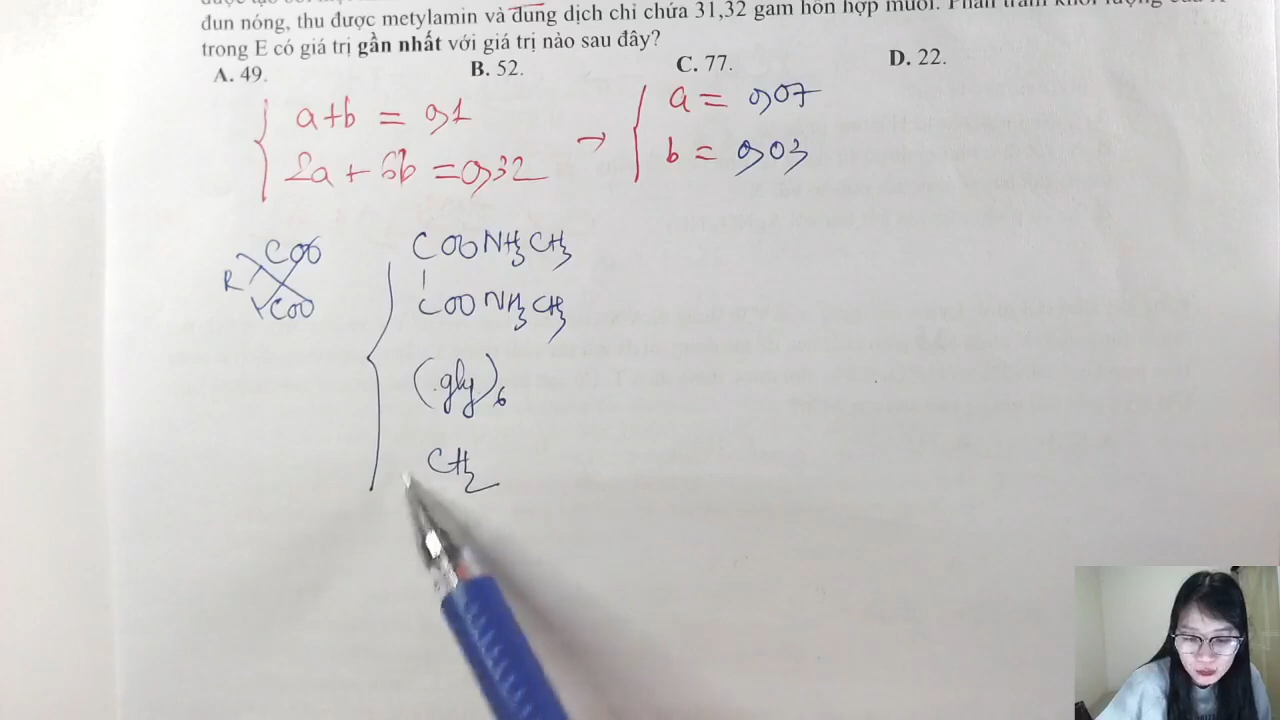 đun nóng, thu được metylamin và dung dịch chỉ chứa 31,32 gam hỗn hợp muối. Phần trăm khối lượng của X
trong E có giá trị gần nhất với giá trị nào sau đây?
A. 49. B. 52. C. 77. D. 22.
a+b = 0,1
2a + 6b = 0,32
→
a = 0,07
b = 0,03
R COO COO
COONH3CH3
COONH3CH3
(gly)6
CH2